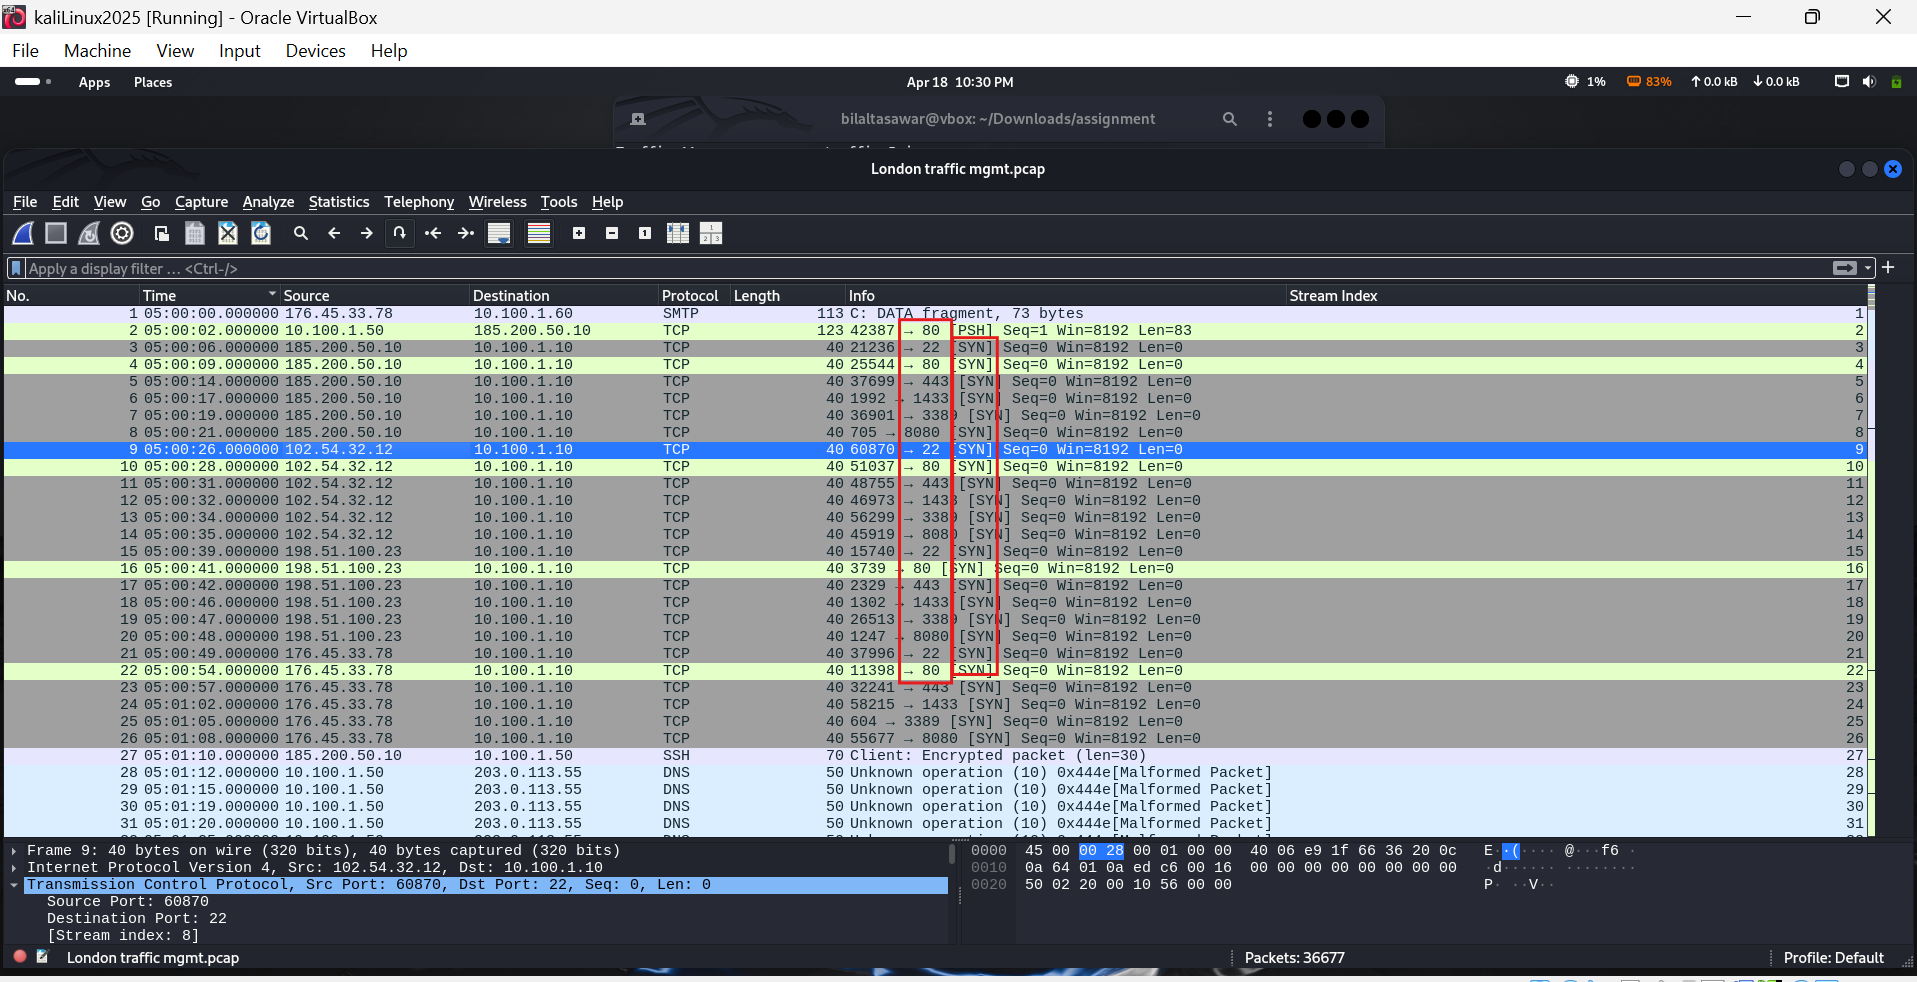 kaliLinux2025 [Running] - Oracle VirtualBox
File Machine View Input Devices Help
Apps Places Apr 18 10:30 PM 1% 83% ↑0.0 kB ↓0.0 kB
bilaltasawar@vbox: ~/Downloads/assignment
London traffic mgmt.pcap
File Edit View Go Capture Analyze Statistics Telephony Wireless Tools Help
Apply a display filter … <Ctrl-/>
No. Time Source Destination Protocol Length Info Stream Index
1 05:00:00.000000 176.45.33.78 10.100.1.60 SMTP 113 C: DATA fragment, 73 bytes 1
2 05:00:02.000000 10.100.1.50 185.200.50.10 TCP 123 42387 → 80 [PSH] Seq=1 Win=8192 Len=83 2
3 05:00:06.000000 185.200.50.10 10.100.1.10 TCP 40 21236 → 22 [SYN] Seq=0 Win=8192 Len=0 3
4 05:00:09.000000 185.200.50.10 10.100.1.10 TCP 40 25544 → 80 [SYN] Seq=0 Win=8192 Len=0 4
5 05:00:14.000000 185.200.50.10 10.100.1.10 TCP 40 37699 → 443 [SYN] Seq=0 Win=8192 Len=0 5
6 05:00:17.000000 185.200.50.10 10.100.1.10 TCP 40 1992 → 1433 [SYN] Seq=0 Win=8192 Len=0 6
7 05:00:19.000000 185.200.50.10 10.100.1.10 TCP 40 36901 → 3389 [SYN] Seq=0 Win=8192 Len=0 7
8 05:00:21.000000 185.200.50.10 10.100.1.10 TCP 40 705 → 8080 [SYN] Seq=0 Win=8192 Len=0 8
9 05:00:26.000000 102.54.32.12 10.100.1.10 TCP 40 60870 → 22 [SYN] Seq=0 Win=8192 Len=0 9
10 05:00:28.000000 102.54.32.12 10.100.1.10 TCP 40 51037 → 80 [SYN] Seq=0 Win=8192 Len=0 10
11 05:00:31.000000 102.54.32.12 10.100.1.10 TCP 40 48755 → 443 [SYN] Seq=0 Win=8192 Len=0 11
12 05:00:32.000000 102.54.32.12 10.100.1.10 TCP 40 46973 → 1433 [SYN] Seq=0 Win=8192 Len=0 12
13 05:00:34.000000 102.54.32.12 10.100.1.10 TCP 40 56299 → 3389 [SYN] Seq=0 Win=8192 Len=0 13
14 05:00:35.000000 102.54.32.12 10.100.1.10 TCP 40 45919 → 8080 [SYN] Seq=0 Win=8192 Len=0 14
15 05:00:39.000000 198.51.100.23 10.100.1.10 TCP 40 15740 → 22 [SYN] Seq=0 Win=8192 Len=0 15
16 05:00:41.000000 198.51.100.23 10.100.1.10 TCP 40 3739 → 80 [SYN] Seq=0 Win=8192 Len=0 16
17 05:00:42.000000 198.51.100.23 10.100.1.10 TCP 40 2329 → 443 [SYN] Seq=0 Win=8192 Len=0 17
18 05:00:46.000000 198.51.100.23 10.100.1.10 TCP 40 1302 → 1433 [SYN] Seq=0 Win=8192 Len=0 18
19 05:00:47.000000 198.51.100.23 10.100.1.10 TCP 40 26513 → 3389 [SYN] Seq=0 Win=8192 Len=0 19
20 05:00:48.000000 198.51.100.23 10.100.1.10 TCP 40 1247 → 8080 [SYN] Seq=0 Win=8192 Len=0 20
21 05:00:49.000000 176.45.33.78 10.100.1.10 TCP 40 37996 → 22 [SYN] Seq=0 Win=8192 Len=0 21
22 05:00:54.000000 176.45.33.78 10.100.1.10 TCP 40 11398 → 80 [SYN] Seq=0 Win=8192 Len=0 22
23 05:00:57.000000 176.45.33.78 10.100.1.10 TCP 40 32241 → 443 [SYN] Seq=0 Win=8192 Len=0 23
24 05:01:02.000000 176.45.33.78 10.100.1.10 TCP 40 58215 → 1433 [SYN] Seq=0 Win=8192 Len=0 24
25 05:01:05.000000 176.45.33.78 10.100.1.10 TCP 40 604 → 3389 [SYN] Seq=0 Win=8192 Len=0 25
26 05:01:08.000000 176.45.33.78 10.100.1.10 TCP 40 55677 → 8080 [SYN] Seq=0 Win=8192 Len=0 26
27 05:01:10.000000 185.200.50.10 10.100.1.50 SSH 70 Client: Encrypted packet (len=30) 27
28 05:01:12.000000 10.100.1.50 203.0.113.55 DNS 50 Unknown operation (10) 0x444e[Malformed Packet] 28
29 05:01:15.000000 10.100.1.50 203.0.113.55 DNS 50 Unknown operation (10) 0x444e[Malformed Packet] 29
30 05:01:19.000000 10.100.1.50 203.0.113.55 DNS 50 Unknown operation (10) 0x444e[Malformed Packet] 30
31 05:01:20.000000 10.100.1.50 203.0.113.55 DNS 50 Unknown operation (10) 0x444e[Malformed Packet] 31
Frame 9: 40 bytes on wire (320 bits), 40 bytes captured (320 bits)
Internet Protocol Version 4, Src: 102.54.32.12, Dst: 10.100.1.10
Transmission Control Protocol, Src Port: 60870, Dst Port: 22, Seq: 0, Len: 0
Source Port: 60870
Destination Port: 22
[Stream index: 8]
0000 45 00 00 28 00 01 00 00 40 06 e9 1f 66 36 20 0c E··(···· @···f6 ·
0010 0a 64 01 0a ed c6 00 16 00 00 00 00 00 00 00 00 ·d······ ········
0020 50 02 20 00 10 56 00 00 P· ··V··
London traffic mgmt.pcap Packets: 36677 Profile: Default